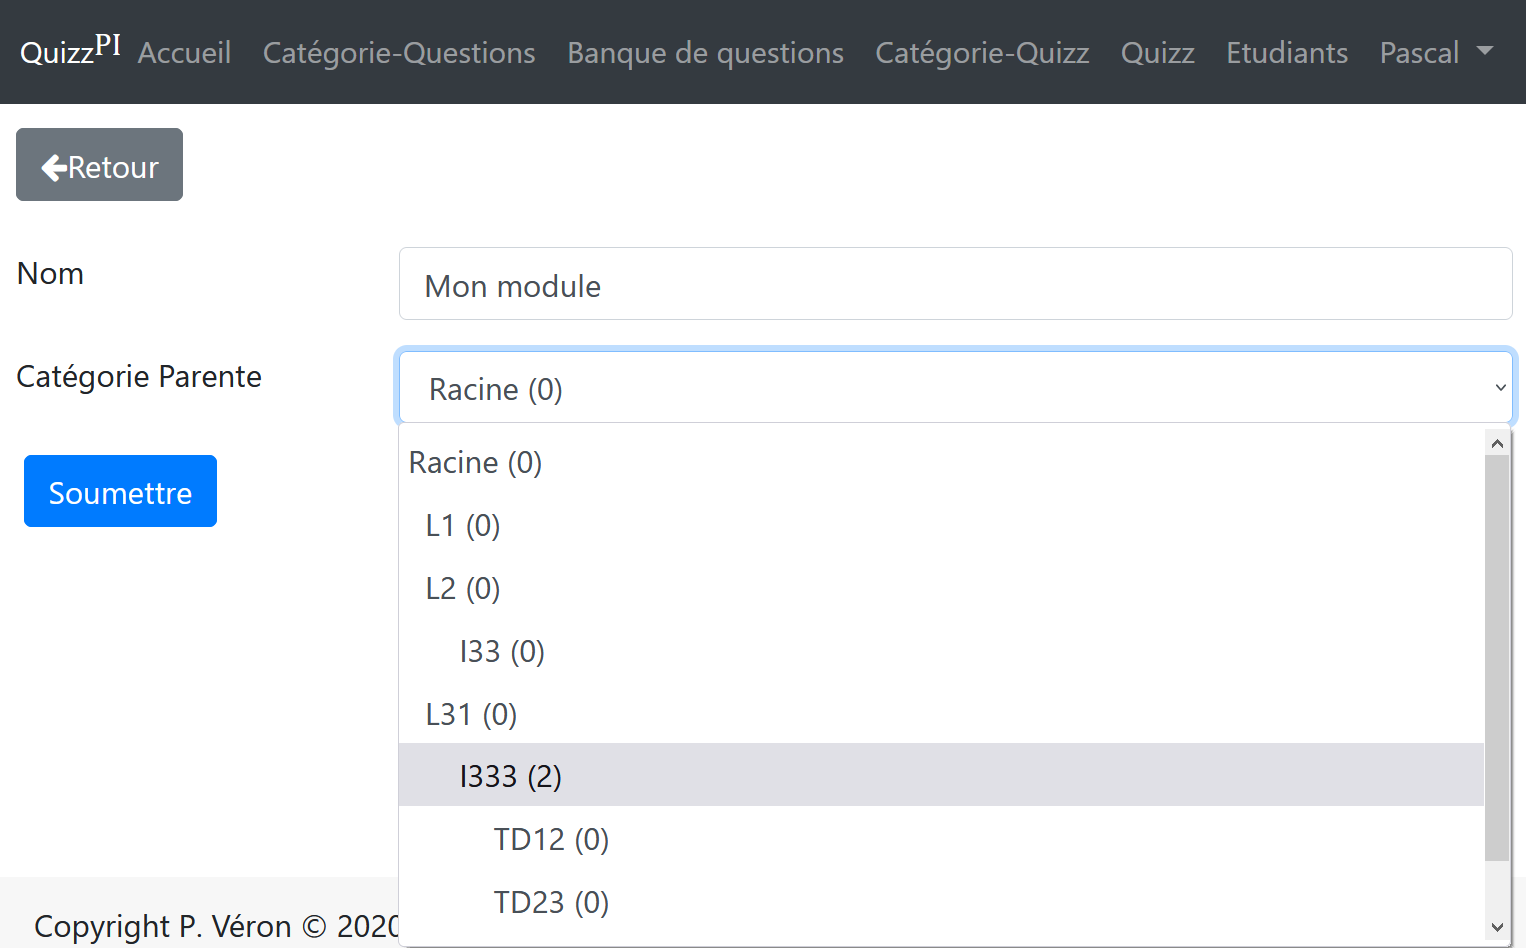 QuizzPI Accueil Catégorie-Questions Banque de questions Catégorie-Quizz Quizz Etudiants Pascal
Retour
Nom
Mon module
Catégorie Parente
Racine (0)
Racine (0)
L1 (0)
Soumettre
L2 (0)
I33 (0)
L31 (0)
I333 (2)
TD12 (0)
TD23 (0)
Copyright P. Véron © 2020